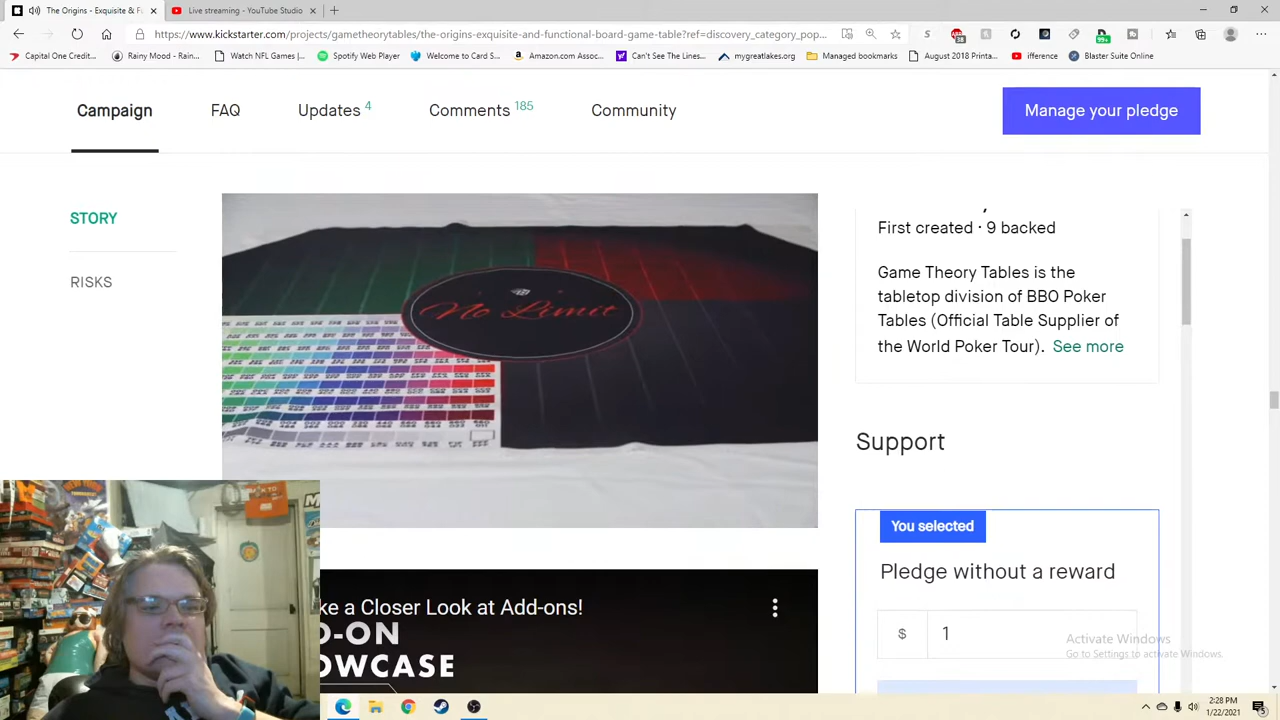 The Origins - Exquisite & F
Live streaming - YouTube Studio
https://www.kickstarter.com/projects/gametheorytables/the-origins-exquisite-and-functional-board-game-table?ref=discovery_category_pop...
Capital One Credit...
Rainy Mood - Rain...
Watch NFL Games |...
Spotify Web Player
Welcome to Card S...
Amazon.com Assoc...
Can't See The Lines...
mygreatlakes.org
Managed bookmarks
August 2018 Printa...
ifference
Blaster Suite Online
Campaign
FAQ
Updates 4
Comments 185
Community
Manage your pledge
STORY
RISKS
No Limit
First created · 9 backed
Game Theory Tables is the
tabletop division of BBO Poker
Tables (Official Table Supplier of
the World Poker Tour). See more
Support
You selected
Pledge without a reward
$ 1
ke a Closer Look at Add-ons!
D-ON
OWCASE
Activate Windows
Go to Settings to activate Windows.
2:28 PM
1/22/2021